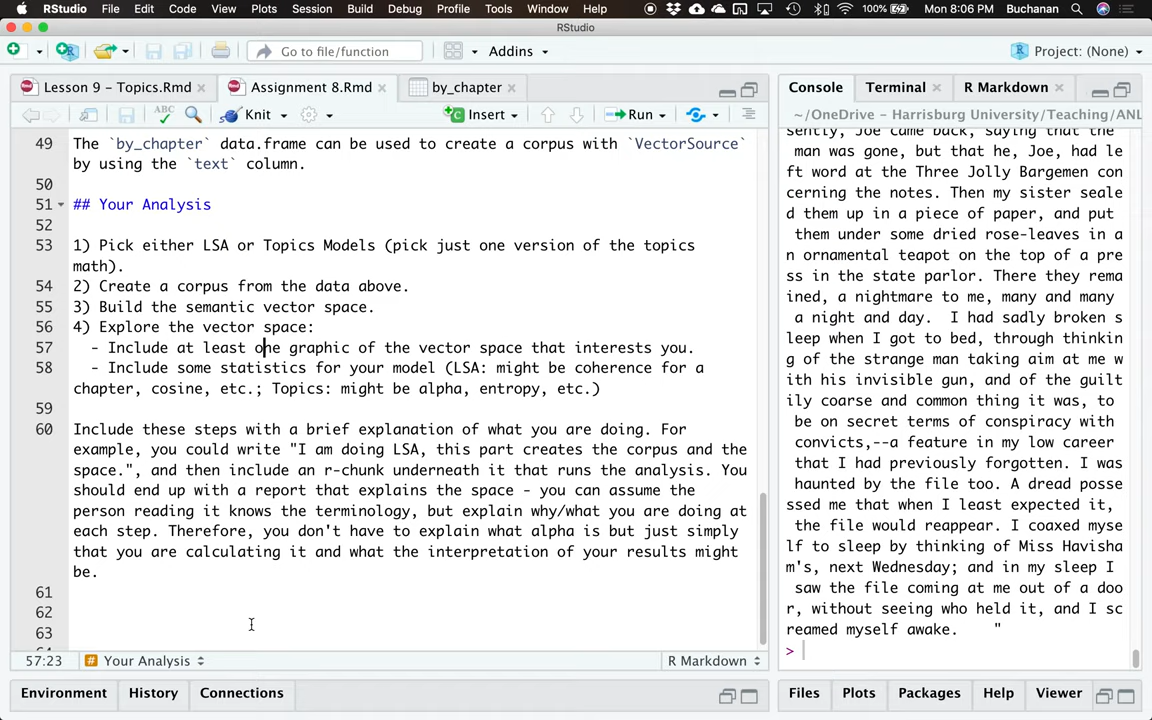 RStudio File Edit Code View Plots Session Build Debug Profile Tools Window Help 100% Mon 8:06 PM Buchanan
RStudio
Go to file/function Addins Project: (None)
Lesson 9 - Topics.Rmd Assignment 8.Rmd by_chapter
Knit Insert Run
49 The `by_chapter` data.frame can be used to create a corpus with `VectorSource`
by using the `text` column.
50
51 ## Your Analysis
52
53 1) Pick either LSA or Topics Models (pick just one version of the topics
math).
54 2) Create a corpus from the data above.
55 3) Build the semantic vector space.
56 4) Explore the vector space:
57 - Include at least one graphic of the vector space that interests you.
58 - Include some statistics for your model (LSA: might be coherence for a
chapter, cosine, etc.; Topics: might be alpha, entropy, etc.)
59
60 Include these steps with a brief explanation of what you are doing. For
example, you could write "I am doing LSA, this part creates the corpus and the
space.", and then include an r-chunk underneath it that runs the analysis. You
should end up with a report that explains the space - you can assume the
person reading it knows the terminology, but explain why/what you are doing at
each step. Therefore, you don't have to explain what alpha is but just simply
that you are calculating it and what the interpretation of your results might
be.
61
62
63
57:23 # Your Analysis R Markdown
Environment History Connections
Console Terminal R Markdown
~/OneDrive - Harrisburg University/Teaching/ANL
sently, Joe came back, saying that the
man was gone, but that he, Joe, had le
ft word at the Three Jolly Bargemen con
cerning the notes. Then my sister seale
d them up in a piece of paper, and put
them under some dried rose-leaves in a
n ornamental teapot on the top of a pre
ss in the state parlor. There they rema
ined, a nightmare to me, many and many
a night and day.  I had sadly broken s
leep when I got to bed, through thinkin
g of the strange man taking aim at me w
ith his invisible gun, and of the guilt
ily coarse and common thing it was, to
be on secret terms of conspiracy with
convicts,--a feature in my low career
that I had previously forgotten. I was
haunted by the file too. A dread posse
ssed me that when I least expected it,
the file would reappear. I coaxed myse
lf to sleep by thinking of Miss Havisha
m's, next Wednesday; and in my sleep I
saw the file coming at me out of a doo
r, without seeing who held it, and I sc
reamed myself awake.    "
>
Files Plots Packages Help Viewer